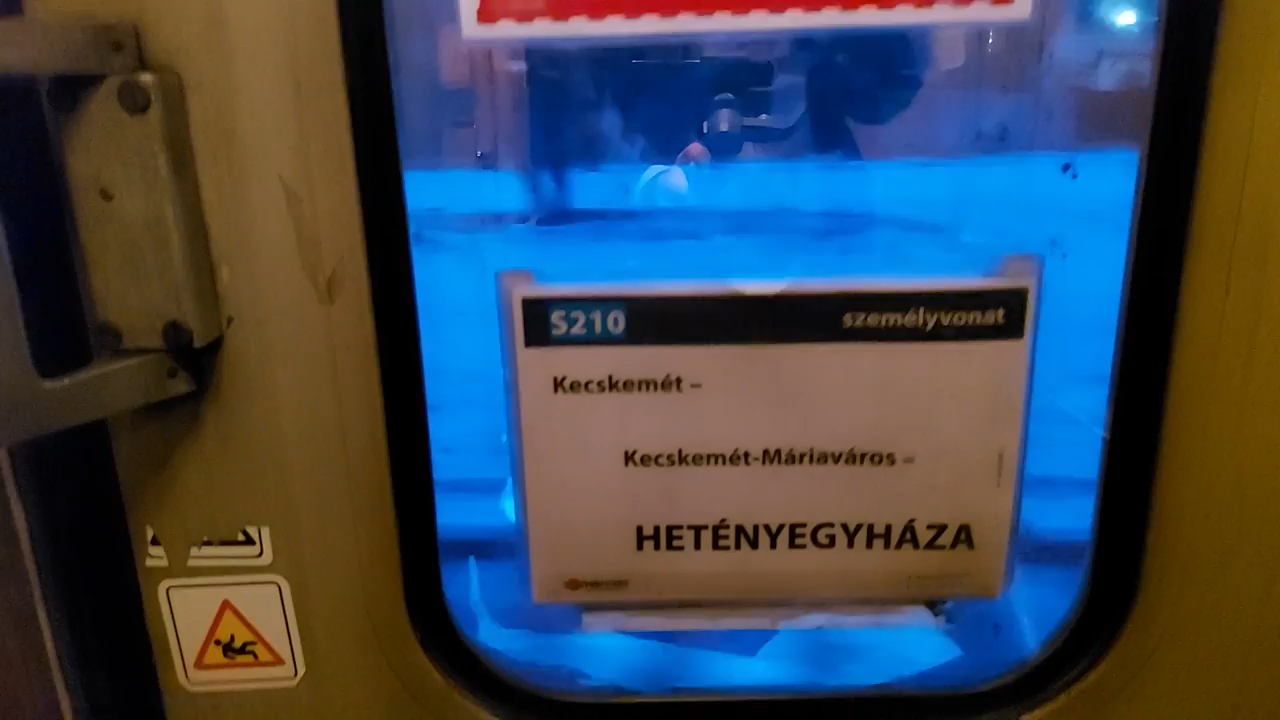 S210 személyvonat
Kecskemét –
Kecskemét-Máriaváros –
HETÉNYEGYHÁZA